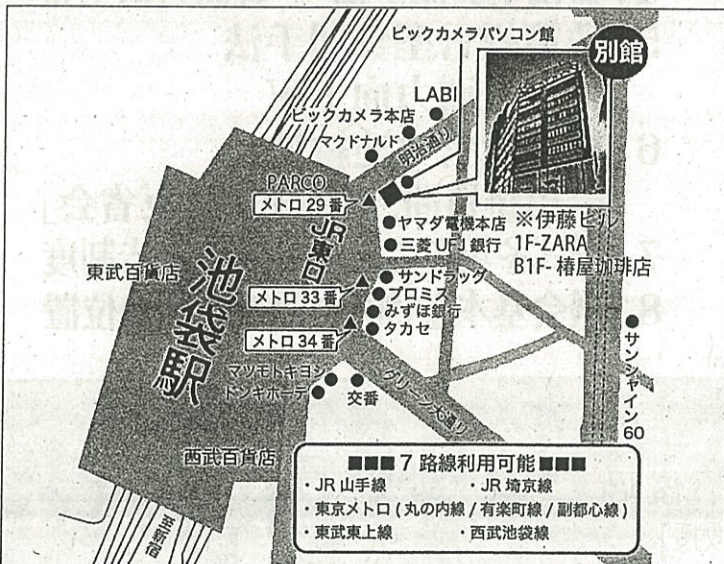 ビックカメラパソコン館
別館
LABI
ビックカメラ本店
マクドナルド
明治通り
PARCO
メトロ29番
JR東口
ヤマダ電機本店
三菱UFJ銀行
※伊藤ビル
1F-ZARA
B1F-椿屋珈琲店
東武百貨店
池袋駅
メトロ33番
サンドラッグ
プロミス
みずほ銀行
メトロ34番
タカセ
マツモトキヨシ
ドンキホーテ
交番
グリーン大通り
サンシャイン60
西武百貨店
■■■7路線利用可能■■■
・JR山手線 ・JR埼京線
・東京メトロ(丸の内線/有楽町線/副都心線)
・東武東上線 ・西武池袋線
至新宿